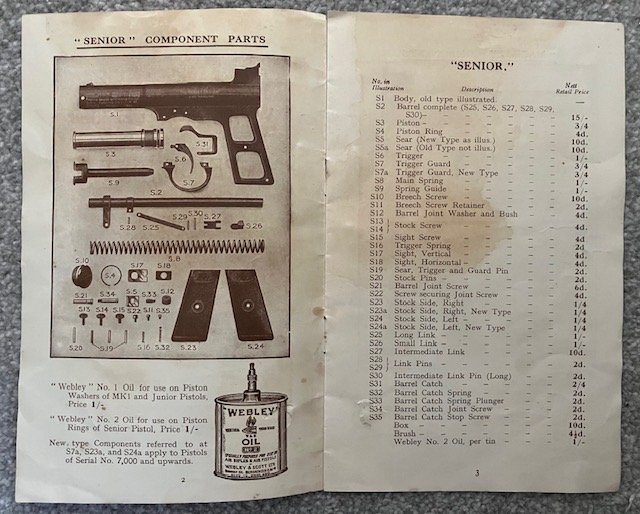 "SENIOR" COMPONENT PARTS
S.1
S.3
S.31
S.6
S.7
S.9
S.2
S.28
S.25
S.29
S.30
S.27
S.26
S.8
S.10
S.4
S.17
S.18
S.21
S.34
S.5
S.33
S.12
S.13
S.14
S.15
S.22
S.11
S.35
S.20
S.19
S.16
S.32
S.23
S.24
"Webley" No. 1 Oil for use on Piston
Washers of MK1 and Junior Pistols,
Price 1/-
"Webley" No. 2 Oil for use on Piston
Rings of Senior Pistol, Price 1/-
New type Components referred to at
S7a, S23a, and S24a apply to Pistols
of Serial No. 7,000 and upwards.
WEBLEY
OIL
No 2
SPECIALLY PREPARED FOR USE IN
AIR RIFLES & AIR PISTOLS
WEBLEY & SCOTT LTD
2
"SENIOR."
No. in
Illustration Description Nett
Retail Price
S1 Body, old type illustrated —
S2 Barrel complete (S25, S26, S27, S28, S29,
S30)- 15/-
S3 Piston - 3/4
S4 Piston Ring 4d.
S5 Sear (New Type as illus.) 10d.
S5a Sear (Old Type not illus.) 10d.
S6 Trigger 1/-
S7 Trigger Guard 3/4
S7a Trigger Guard, New Type 3/4
S8 Main Spring 1/-
S9 Spring Guide 1/-
S10 Breech Screw 10d.
S11 Breech Screw Retainer 2d.
S12 Barrel Joint Washer and Bush 4d.
S13 } Stock Screw 4d.
S14 }
S15 Sight Screw 4d.
S16 Trigger Spring 2d.
S17 Sight, Vertical 4d.
S18 Sight, Horizontal 4d.
S19 Sear, Trigger and Guard Pin 2d.
S20 Stock Pins 2d.
S21 Barrel Joint Screw 6d.
S22 Screw securing Joint Screw 4d.
S23 Stock Side, Right 1/4
S23a Stock Side, Right, New Type 1/4
S24 Stock Side, Left 1/4
S24a Stock Side, Left, New Type 1/4
S25 Long Link 1/-
S26 Small Link 1/-
S27 Intermediate Link 10d.
S28 } Link Pins 2d.
S29 }
S30 Intermediate Link Pin (Long) 2d.
S31 Barrel Catch 2/4
S32 Barrel Catch Spring 2d.
S33 Barrel Catch Spring Plunger 2d.
S34 Barrel Catch Joint Screw 2d.
S35 Barrel Catch Stop Screw 2d.
Box 10d.
Brush 4½d.
Webley No. 2 Oil, per tin 1/-
3